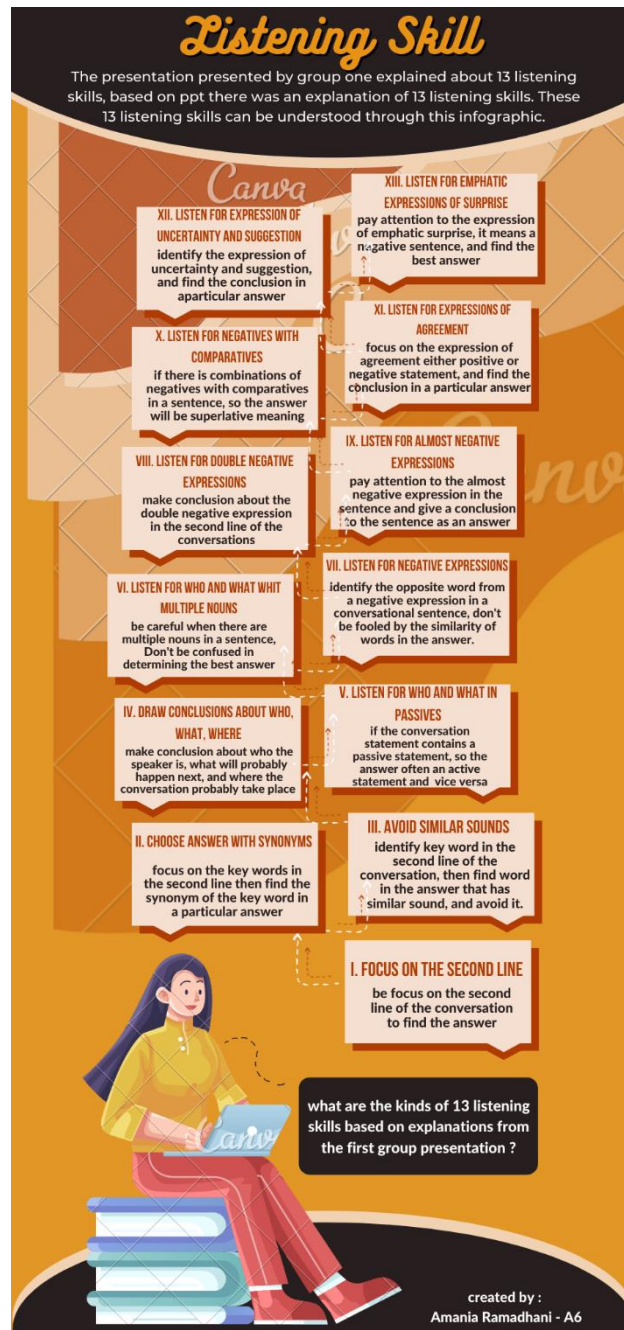 Listening Skill
The presentation presented by group one explained about 13 listening
skills, based on ppt there was an explanation of 13 listening skills. These
13 listening skills can be understood through this infographic.
Canva
XIII. LISTEN FOR EMPHATIC
EXPRESSIONS OF SURPRISE
pay attention to the expression
of emphatic surprise, it means a
negative sentence, and find the
best answer
XII. LISTEN FOR EXPRESSION OF
UNCERTAINTY AND SUGGESTION
identify the expression of
uncertainty and suggestion,
and find the conclusion in
aparticular answer
XI. LISTEN FOR EXPRESSIONS OF
AGREEMENT
focus on the expression of
agreement either positive or
negative statement, and find the
conclusion in a particular answer
X. LISTEN FOR NEGATIVES WITH
COMPARATIVES
if there is combinations of
negatives with comparatives
in a sentence, so the answer
will be superlative meaning
IX. LISTEN FOR ALMOST NEGATIVE
EXPRESSIONS
pay attention to the almost
negative expression in the
sentence and give a conclusion
to the sentence as an answer
VIII. LISTEN FOR DOUBLE NEGATIVE
EXPRESSIONS
make conclusion about the
double negative expression
in the second line of the
conversations
VII. LISTEN FOR NEGATIVE EXPRESSIONS
identify the opposite word from
a negative expression in a
conversational sentence, don't
be fooled by the similarity of
words in the answer.
VI. LISTEN FOR WHO AND WHAT WHIT
MULTIPLE NOUNS
be careful when there are
multiple nouns in a sentence,
Don't be confused in
determining the best answer
V. LISTEN FOR WHO AND WHAT IN
PASSIVES
if the conversation
statement contains a
passive statement, so the
answer often an active
statement and vice versa
IV. DRAW CONCLUSIONS ABOUT WHO,
WHAT, WHERE
make conclusion about who the
speaker is, what will probably
happen next, and where the
conversation probably take place
III. AVOID SIMILAR SOUNDS
identify key word in the
second line of the
conversation, then find word
in the answer that has
similar sound, and avoid it.
II. CHOOSE ANSWER WITH SYNONYMS
focus on the key words in
the second line then find the
synonym of the key word in
a particular answer
I. FOCUS ON THE SECOND LINE
be focus on the second
line of the conversation
to find the answer
what are the kinds of 13 listening
skills based on explanations from
the first group presentation ?
created by :
Amania Ramadhani - A6